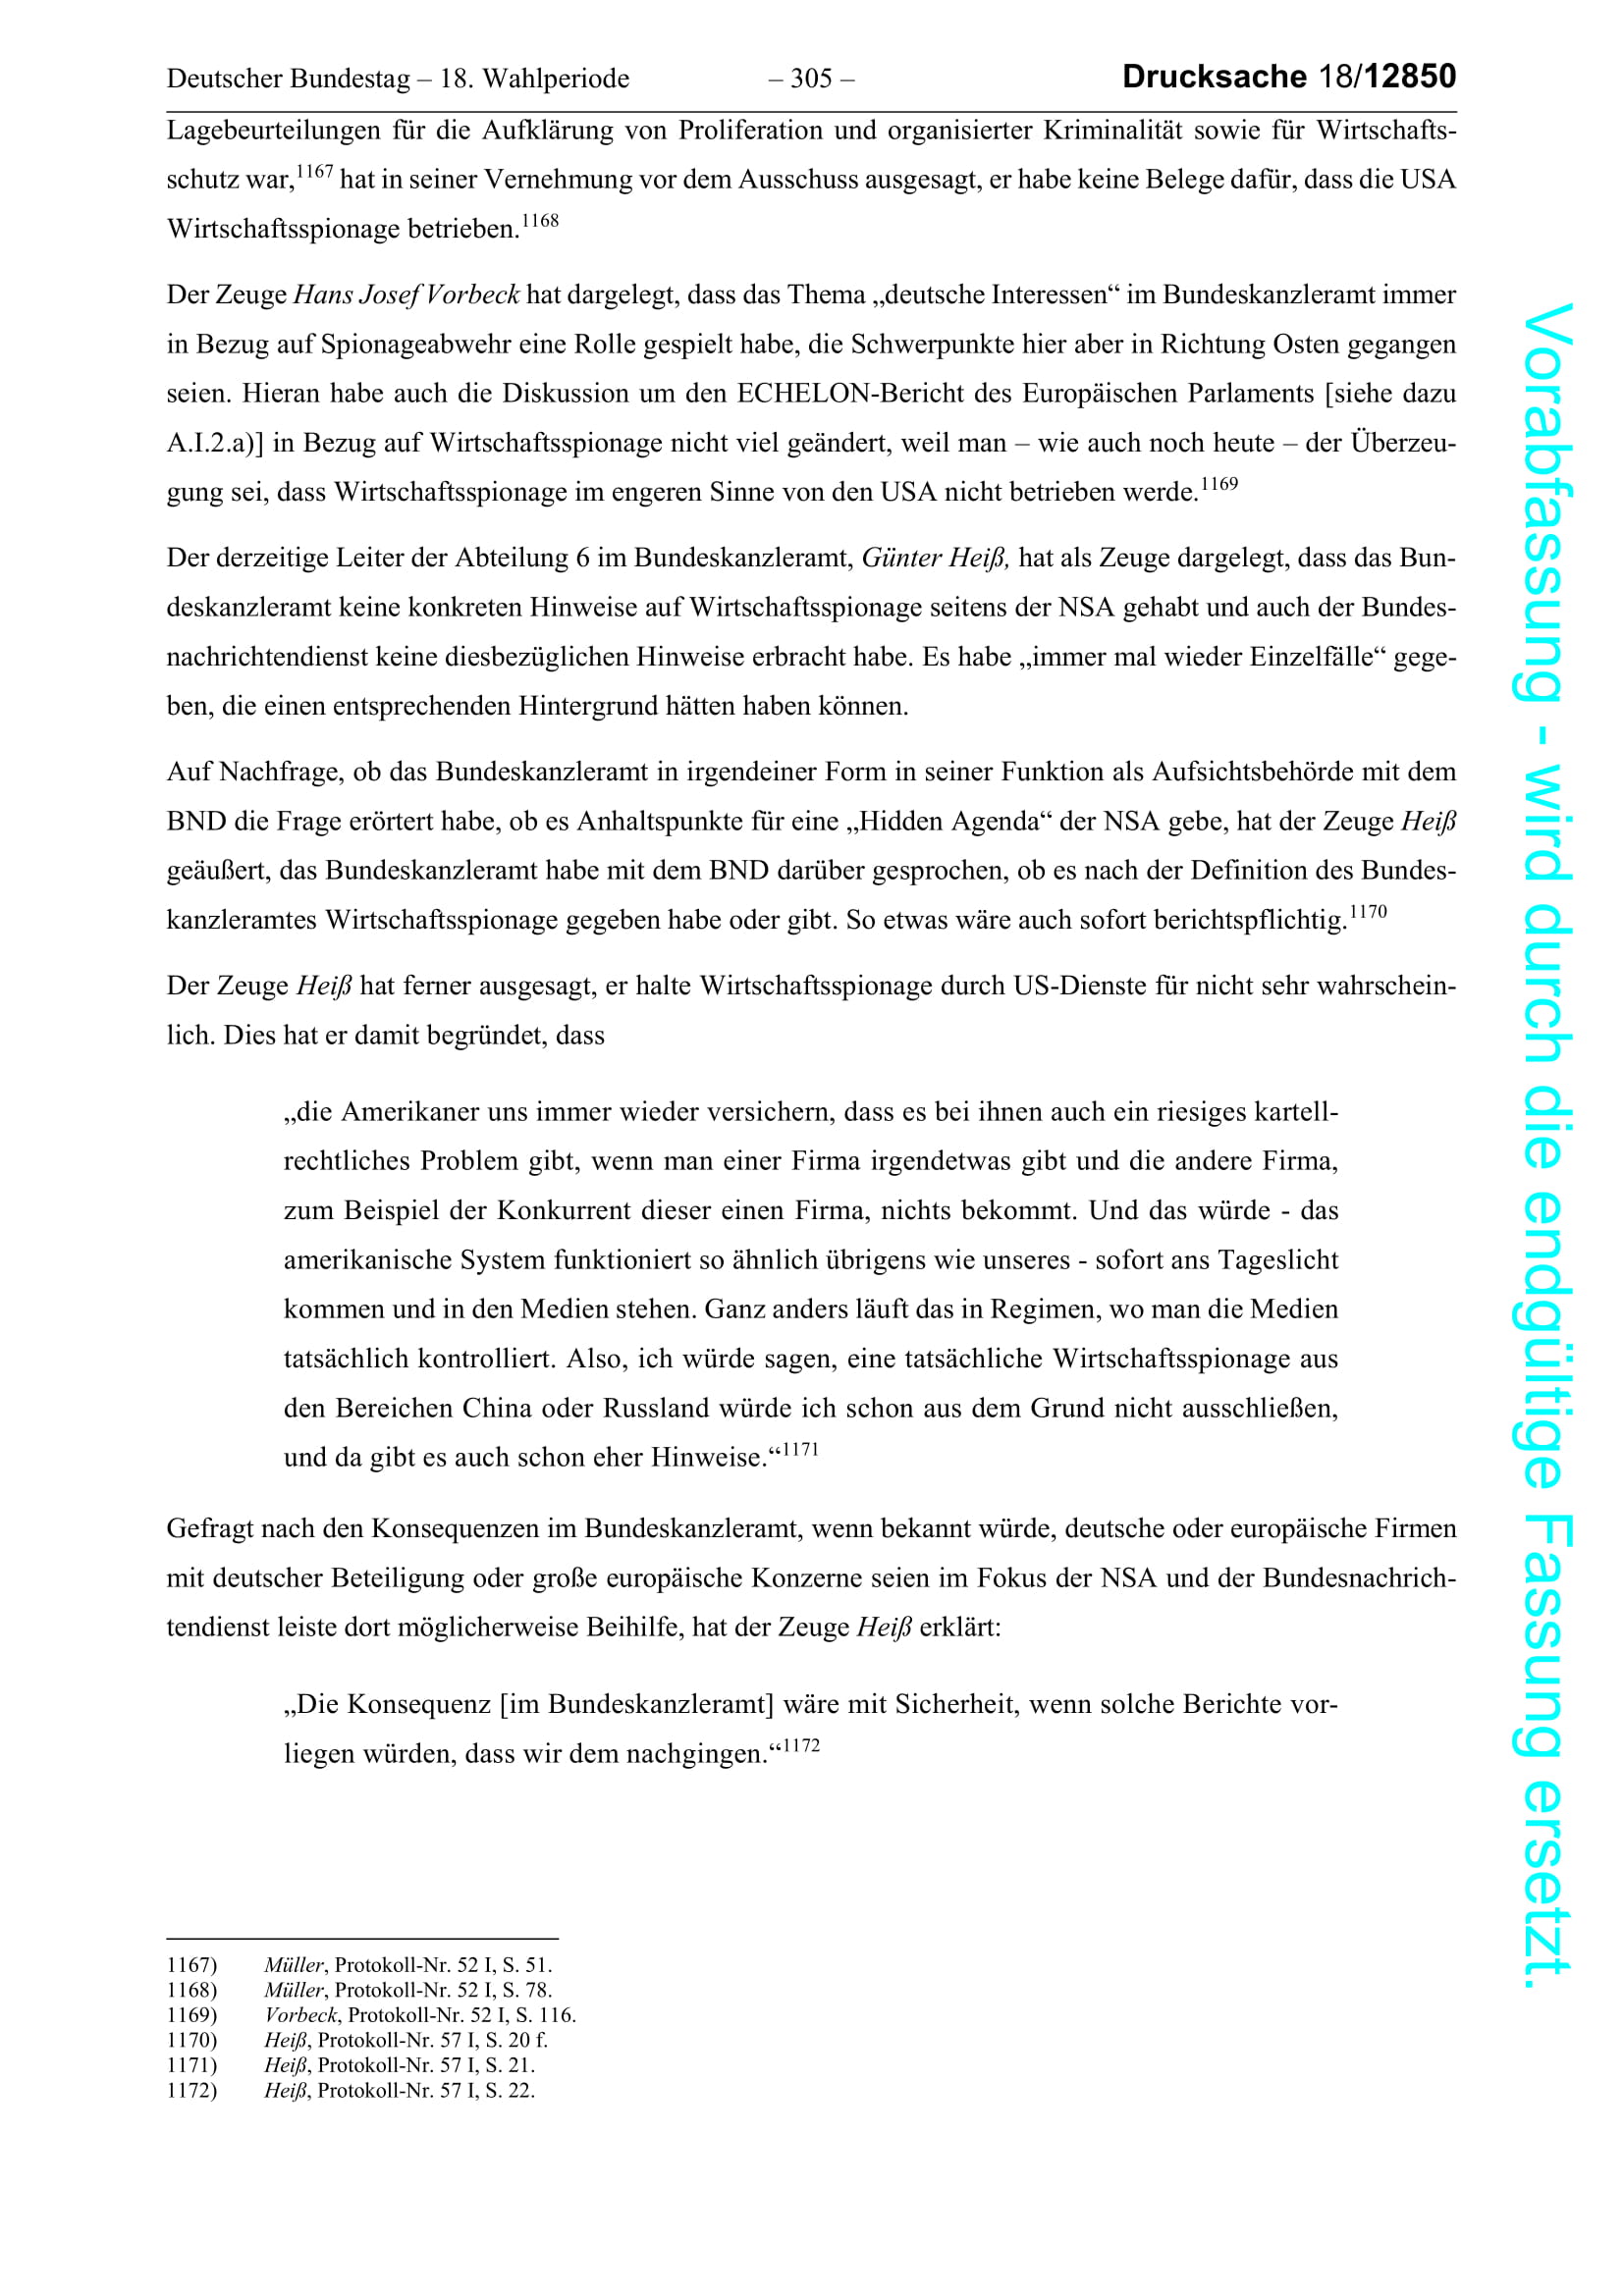 Deutscher Bundestag – 18. Wahlperiode – 305 – Drucksache 18/12850
Lagebeurteilungen für die Aufklärung von Proliferation und organisierter Kriminalität sowie für Wirtschafts-
schutz war,1167 hat in seiner Vernehmung vor dem Ausschuss ausgesagt, er habe keine Belege dafür, dass die USA
Wirtschaftsspionage betrieben.1168
Der Zeuge Hans Josef Vorbeck hat dargelegt, dass das Thema „deutsche Interessen“ im Bundeskanzleramt immer
in Bezug auf Spionageabwehr eine Rolle gespielt habe, die Schwerpunkte hier aber in Richtung Osten gegangen
seien. Hieran habe auch die Diskussion um den ECHELON-Bericht des Europäischen Parlaments [siehe dazu
A.I.2.a)] in Bezug auf Wirtschaftsspionage nicht viel geändert, weil man – wie auch noch heute – der Überzeu-
gung sei, dass Wirtschaftsspionage im engeren Sinne von den USA nicht betrieben werde.1169
Der derzeitige Leiter der Abteilung 6 im Bundeskanzleramt, Günter Heiß, hat als Zeuge dargelegt, dass das Bun-
deskanzleramt keine konkreten Hinweise auf Wirtschaftsspionage seitens der NSA gehabt und auch der Bundes-
nachrichtendienst keine diesbezüglichen Hinweise erbracht habe. Es habe „immer mal wieder Einzelfälle“ gege-
ben, die einen entsprechenden Hintergrund hätten haben können.
Auf Nachfrage, ob das Bundeskanzleramt in irgendeiner Form in seiner Funktion als Aufsichtsbehörde mit dem
BND die Frage erörtert habe, ob es Anhaltspunkte für eine „Hidden Agenda“ der NSA gebe, hat der Zeuge Heiß
geäußert, das Bundeskanzleramt habe mit dem BND darüber gesprochen, ob es nach der Definition des Bundes-
kanzleramtes Wirtschaftsspionage gegeben habe oder gibt. So etwas wäre auch sofort berichtspflichtig.1170
Der Zeuge Heiß hat ferner ausgesagt, er halte Wirtschaftsspionage durch US-Dienste für nicht sehr wahrschein-
lich. Dies hat er damit begründet, dass
„die Amerikaner uns immer wieder versichern, dass es bei ihnen auch ein riesiges kartell-
rechtliches Problem gibt, wenn man einer Firma irgendetwas gibt und die andere Firma,
zum Beispiel der Konkurrent dieser einen Firma, nichts bekommt. Und das würde - das
amerikanische System funktioniert so ähnlich übrigens wie unseres - sofort ans Tageslicht
kommen und in den Medien stehen. Ganz anders läuft das in Regimen, wo man die Medien
tatsächlich kontrolliert. Also, ich würde sagen, eine tatsächliche Wirtschaftsspionage aus
den Bereichen China oder Russland würde ich schon aus dem Grund nicht ausschließen,
und da gibt es auch schon eher Hinweise.“1171
Gefragt nach den Konsequenzen im Bundeskanzleramt, wenn bekannt würde, deutsche oder europäische Firmen
mit deutscher Beteiligung oder große europäische Konzerne seien im Fokus der NSA und der Bundesnachrich-
tendienst leiste dort möglicherweise Beihilfe, hat der Zeuge Heiß erklärt:
„Die Konsequenz [im Bundeskanzleramt] wäre mit Sicherheit, wenn solche Berichte vor-
liegen würden, dass wir dem nachgingen.“1172
1167) Müller, Protokoll-Nr. 52 I, S. 51.
1168) Müller, Protokoll-Nr. 52 I, S. 78.
1169) Vorbeck, Protokoll-Nr. 52 I, S. 116.
1170) Heiß, Protokoll-Nr. 57 I, S. 20 f.
1171) Heiß, Protokoll-Nr. 57 I, S. 21.
1172) Heiß, Protokoll-Nr. 57 I, S. 22.
Vorabfassung - wird durch die endgültige Fassung ersetzt.